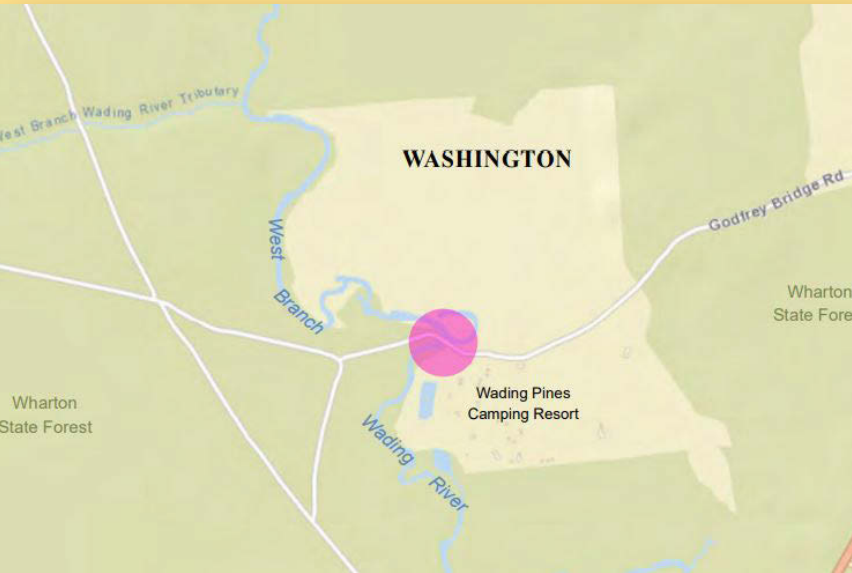 West Branch Wading River Tributary
WASHINGTON
Godfrey Bridge Rd
West
Branch
Wharton
State Fore
Wharton
State Forest
Wading Pines
Camping Resort
Wading
River